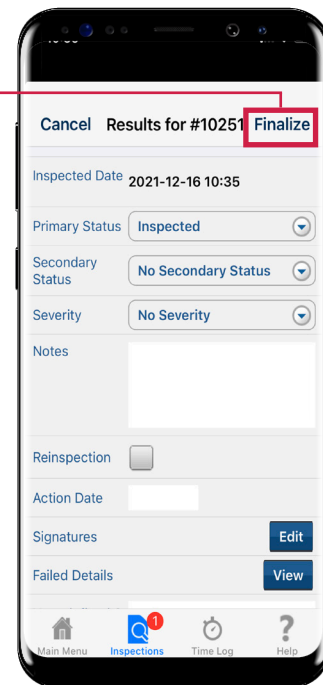 Cancel Results for #10251 Finalize
Inspected Date 2021-12-16 10:35
Primary Status Inspected
Secondary Status No Secondary Status
Severity No Severity
Notes
Reinspection
Action Date
Signatures Edit
Failed Details View
1
Main Menu Inspections Time Log Help